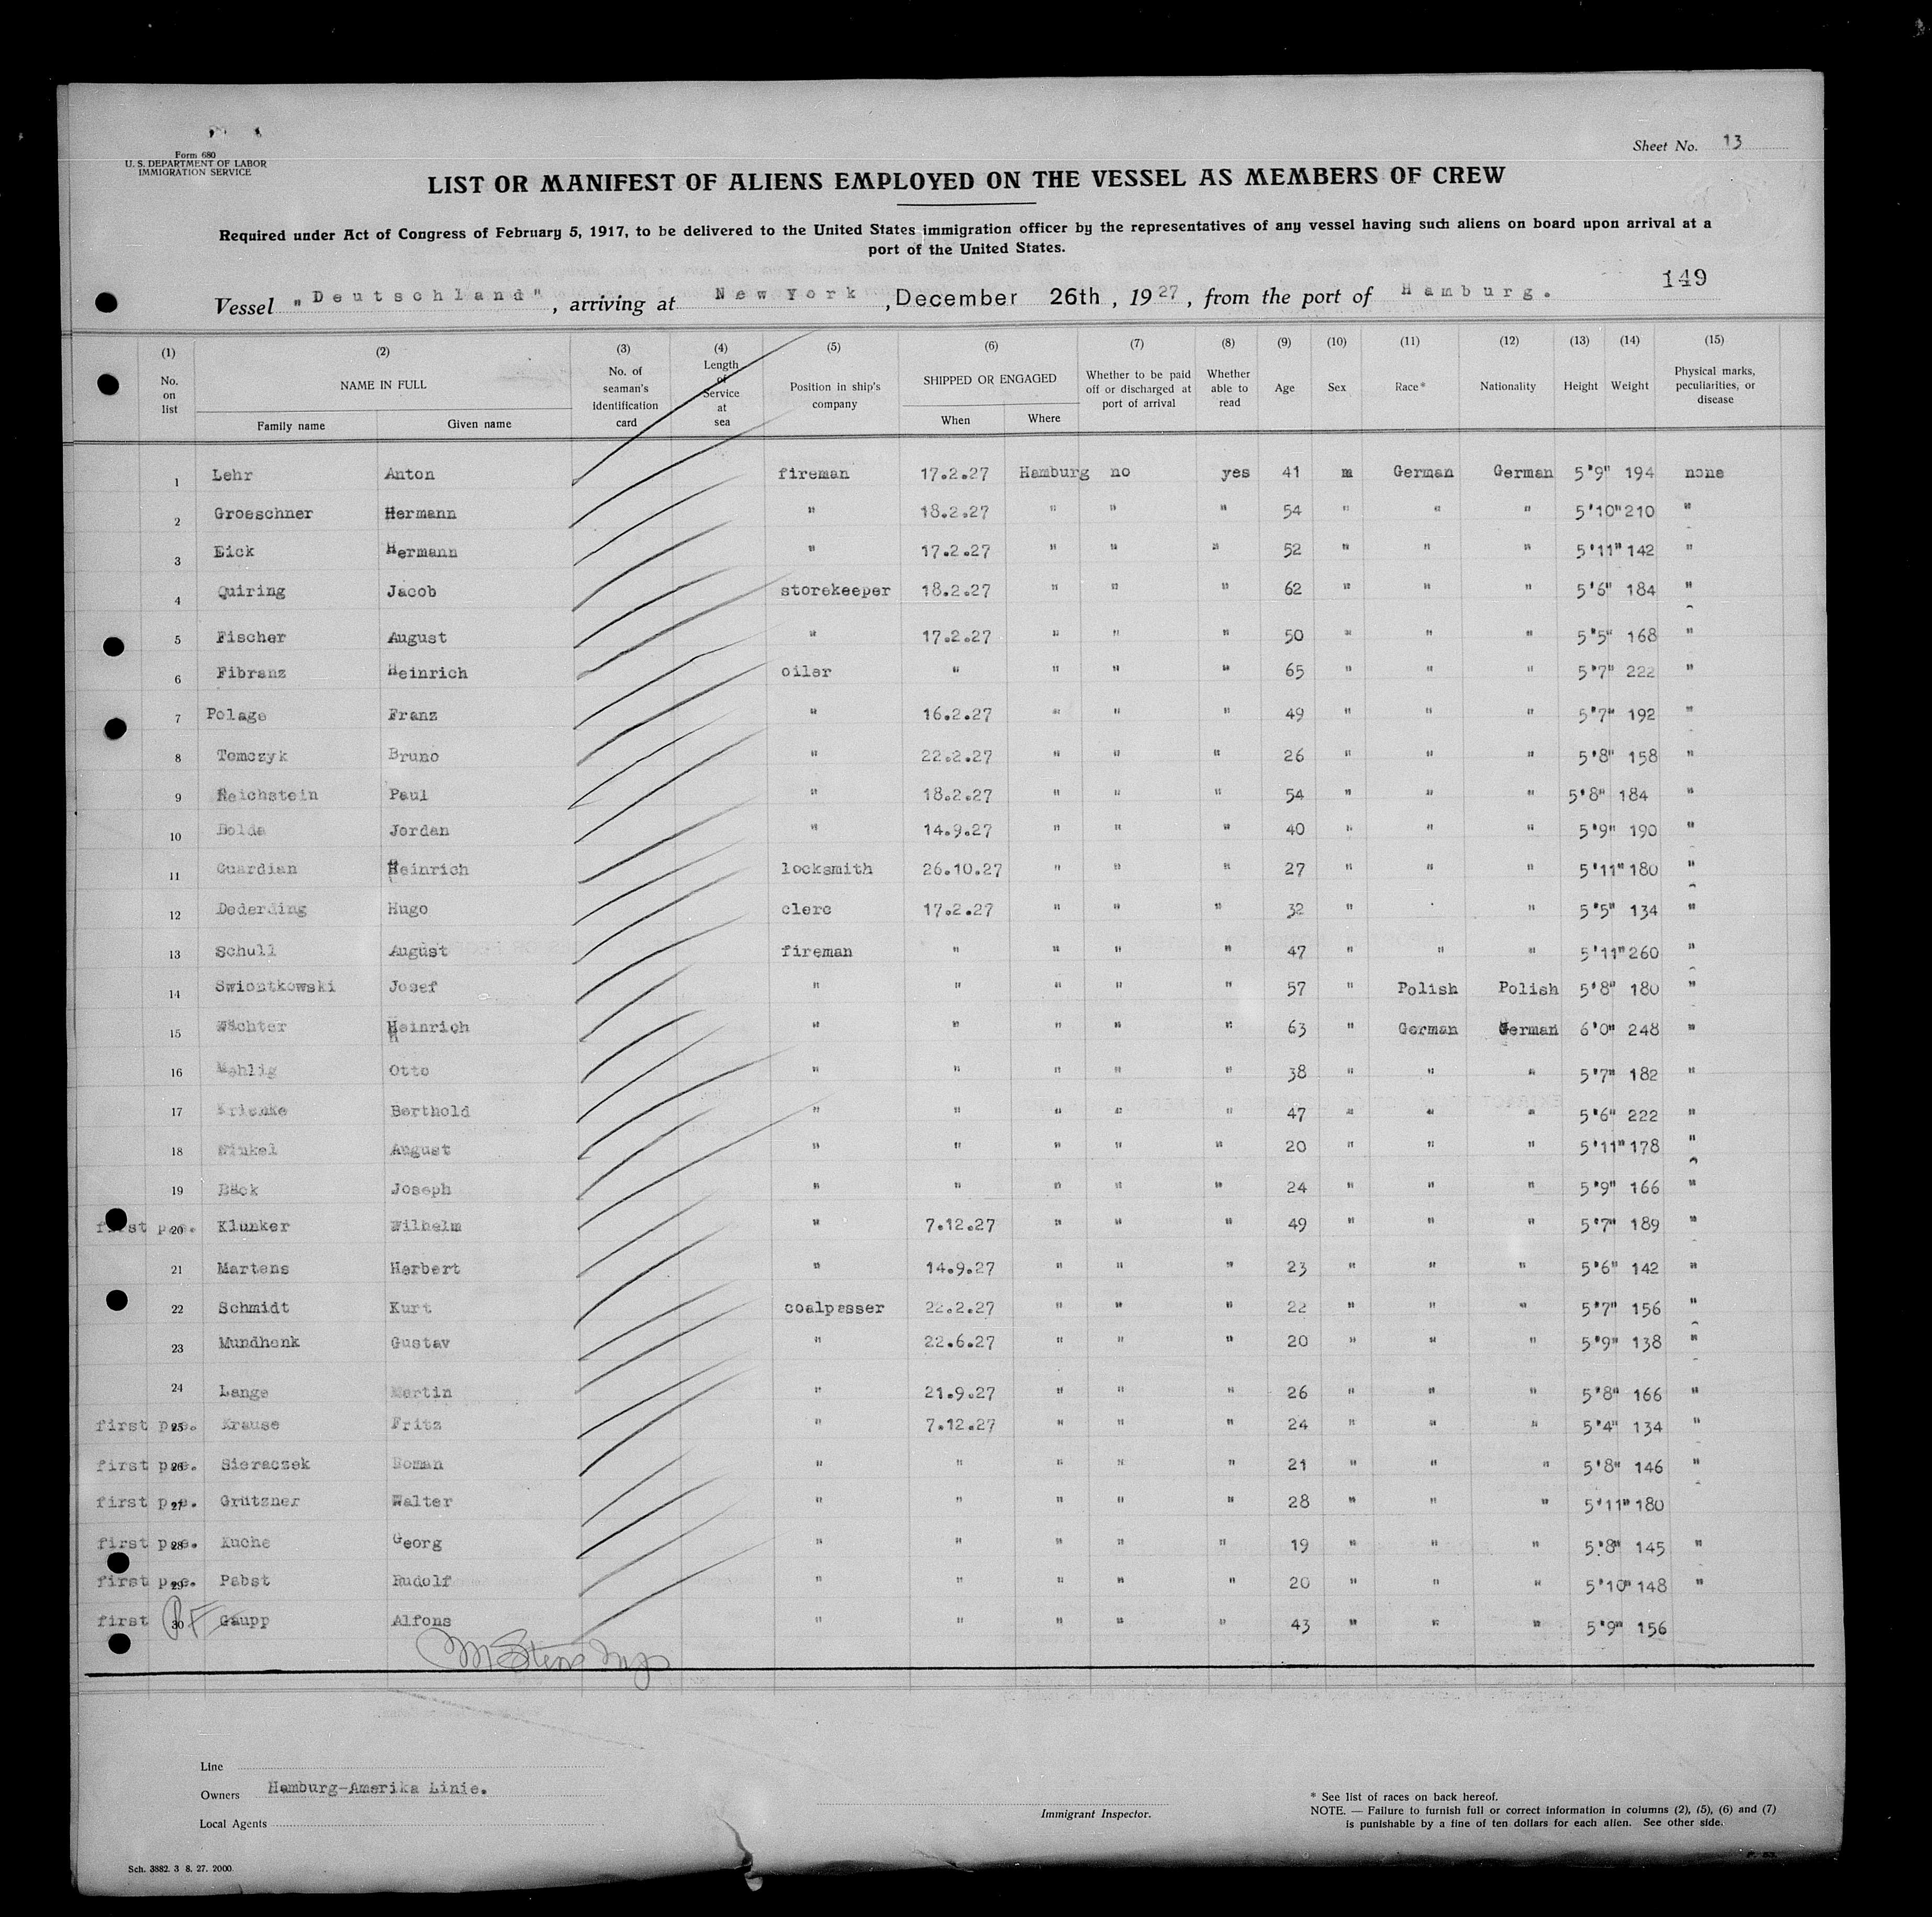 Form 680
U. S. DEPARTMENT OF LABOR
IMMIGRATION SERVICE
Sheet No. 13
LIST OR MANIFEST OF ALIENS EMPLOYED ON THE VESSEL AS MEMBERS OF CREW
Required under Act of Congress of February 5, 1917, to be delivered to the United States immigration officer by the representatives of any vessel having such aliens on board upon arrival at a
port of the United States.
149
Vessel "Deutschland", arriving at New York, December 26th, 1927, from the port of Hamburg.
(1) (2) (3) (4) (5) (6) (7) (8) (9) (10) (11) (12) (13) (14) (15)
No. on list NAME IN FULL Family name Given name No. of seaman's identification card Length of Service at sea Position in ship's company SHIPPED OR ENGAGED When Where Whether to be paid off or discharged at port of arrival Whether able to read Age Sex Race* Nationality Height Weight Physical marks, peculiarities, or disease
1 Lehr Anton fireman 17.2.27 Hamburg no yes 41 m German German 5'9" 194 none
2 Groeschner Hermann " 18.2.27 " " " 54 " " " 5'10" 210 "
3 Eick Hermann " 17.2.27 " " " 52 " " " 5'11" 142 "
4 Quiring Jacob storekeeper 18.2.27 " " " 62 " " " 5'6" 184 "
5 Fischer August " 17.2.27 " " " 50 " " " 5'5" 168 "
6 Fibranz Heinrich oiler " " " " 65 " " " 5'7" 222 "
7 Polage Franz " 16.2.27 " " " 49 " " " 5'7" 192 "
8 Tomczyk Bruno " 22.2.27 " " " 26 " " " 5'8" 158 "
9 Reichstein Paul " 18.2.27 " " " 54 " " " 5'8" 184 "
10 Bolda Jordan " 14.9.27 " " " 40 " " " 5'9" 190 "
11 Guardian Heinrich locksmith 26.10.27 " " " 27 " " " 5'11" 180 "
12 Dederding Hugo clerc 17.2.27 " " " 32 " " 5'5" 134 "
13 Schull August fireman " " " " 47 " " " 5'11" 260 "
14 Swiontkowski Josef " " " " " 57 " Polish Polish 5'8" 180 "
15 Wächter Heinrich " " " " " 63 " German German 6'0" 248 "
16 Mehlig Otto " " " " " 38 " " " 5'7" 182 "
17 Berthold " " " " " 47 " " " 5'6" 222 "
18 Winkel August " " " " " 20 " " " 5'11" 178 "
19 Bäck Joseph " " " " " 24 " " " 5'9" 166 "
first p.e. 20 Klunker Wilhelm " 7.12.27 " " " 49 " " " 5'7" 189 "
21 Martens Herbert " 14.9.27 " " " 23 " " " 5'6" 142 "
22 Schmidt Kurt coalpasser 22.2.27 " " " 22 " " " 5'7" 156 "
23 Mundhenk Gustav " 22.6.27 " " " 20 " " " 5'9" 138 "
24 Lange Martin " 21.9.27 " " " 26 " " " 5'8" 166 "
first p.e. 25 Krause Fritz " 7.12.27 " " " 24 " " " 5'4" 134 "
first p.e. 26 Sieraczek Roman " " " " " 21 " " " 5'8" 146 "
first p.e. 27 Grützner Walter " " " " " 28 " " " 5'11" 180
first p.e. 28 Kuche Georg " " " " " 19 " " " 5'8" 145 "
first p.e. 29 Pabst Rudolf " " " " " 20 " " " 5'10" 148 "
first 30 Gaupp Alfons " " " " " 43 " " " 5'9" 156
Line
Owners Hamburg-Amerika Linie.
Local Agents
Immigrant Inspector.
* See list of races on back hereof.
NOTE. — Failure to furnish full or correct information in columns (2), (5), (6) and (7)
is punishable by a fine of ten dollars for each alien. See other side.
Sch. 3882. 3 8. 27. 2000.